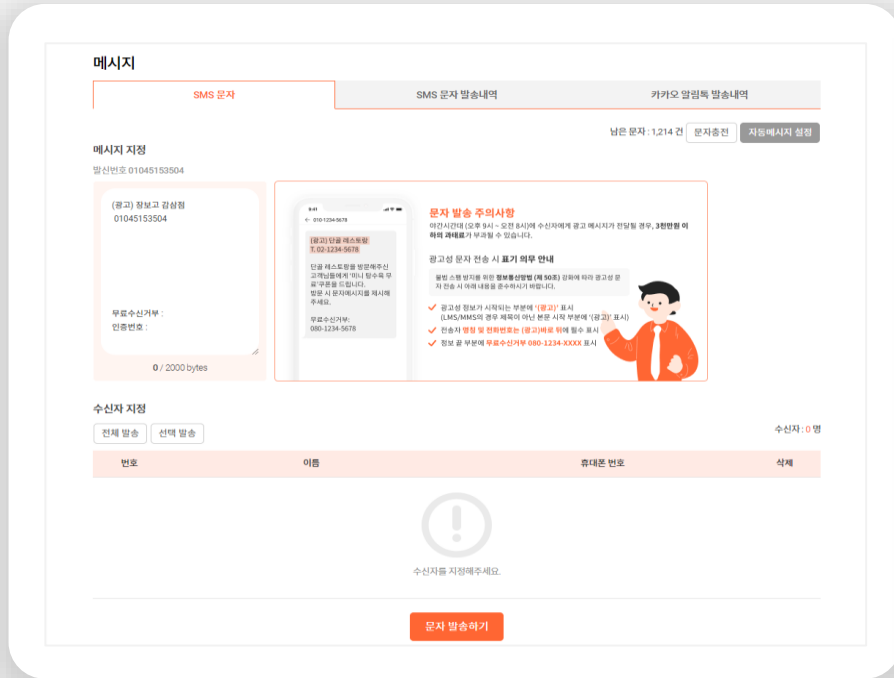 메시지
SMS 문자
SMS 문자 발송내역
카카오 알림톡 발송내역
남은 문자 : 1,214 건
문자충전
자동메시지 설정
메시지 지정
발신번호 01045153504
(광고) 장보고 감삼점
01045153504
무료수신거부 :
인증번호 :
0 / 2000 bytes
9:41
← 010-1234-5678
(광고) 단골 레스토랑
T. 02-1234-5678
단골 레스토랑을 방문해주신
고객님들에게 '미니 탕수육 무
료'쿠폰을 드립니다.
방문 시 문자메시지를 제시해
주세요.
무료수신거부:
080-1234-5678
문자 발송 주의사항
야간시간대 (오후 9시 ~ 오전 8시)에 수신자에게 광고 메시지가 전달될 경우, 3천만원 이
하의 과태료가 부과될 수 있습니다.
광고성 문자 전송 시 표기 의무 안내
불법 스팸 방지를 위한 정보통신망법 (제 50조) 강화에 따라 광고성 문
자 전송 시 아래 내용을 준수하시기 바랍니다.
광고성 정보가 시작되는 부분에 '(광고)' 표시
(LMS/MMS의 경우 제목이 아닌 본문 시작 부분에 '(광고)' 표시)
전송자 명칭 및 전화번호는 (광고)바로 뒤에 필수 표시
정보 끝 부분에 무료수신거부 080-1234-XXXX 표시
수신자 지정
전체 발송
선택 발송
수신자 : 0 명
번호
이름
휴대폰 번호
삭제
수신자를 지정해주세요.
문자 발송하기